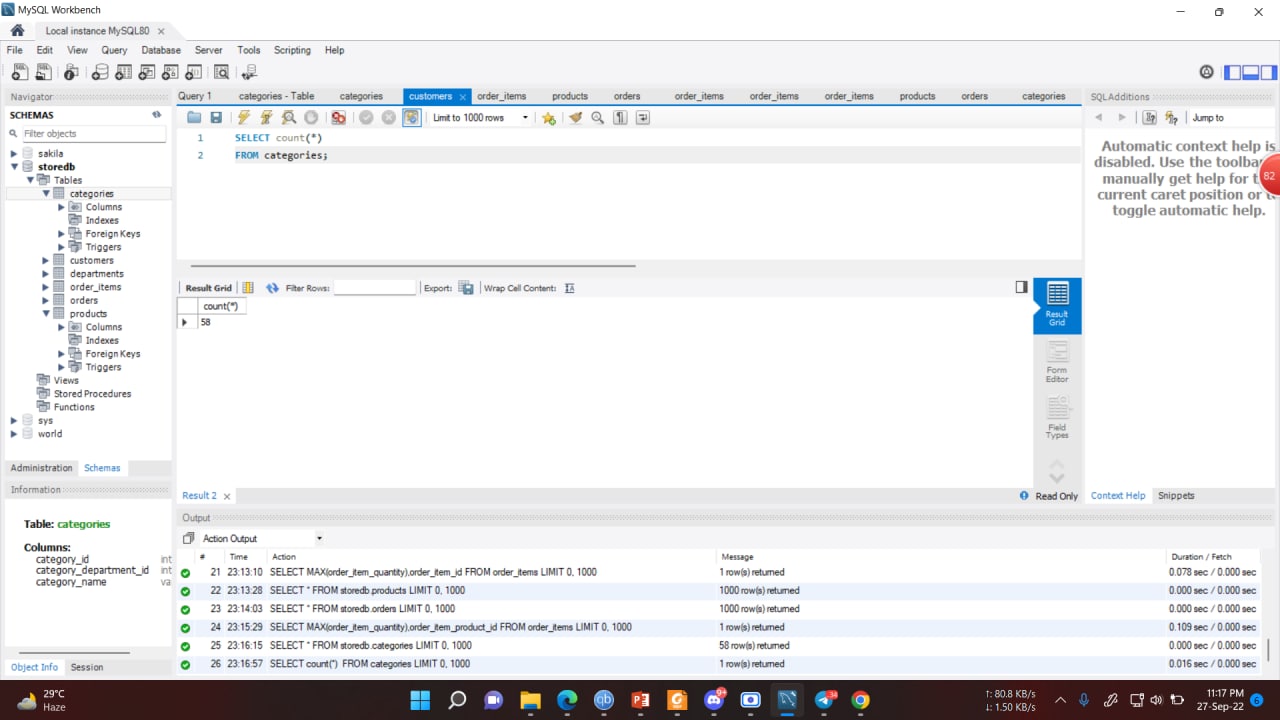 MySQL Workbench
Local instance MySQL80
File Edit View Query Database Server Tools Scripting Help
Navigator
SCHEMAS
Filter objects
sakila
storedb
Tables
categories
Columns
Indexes
Foreign Keys
Triggers
customers
departments
order_items
orders
products
Columns
Indexes
Foreign Keys
Triggers
Views
Stored Procedures
Functions
sys
world
Administration Schemas
Information
Table: categories
Columns:
category_id int
category_department_id int
category_name va
Object Info Session
Query 1 categories - Table categories customers order_items products orders order_items order_items order_items products orders categories
Limit to 1000 rows
1 SELECT count(*)
2 FROM categories;
Result Grid Filter Rows: Export: Wrap Cell Content:
count(*)
58
Result Grid
Form Editor
Field Types
Result 2
Read Only
SQLAdditions
Jump to
Automatic context help is
disabled. Use the toolba
manually get help for t
current caret position or t
toggle automatic help.
82
Context Help Snippets
Output
Action Output
# Time Action Message Duration / Fetch
21 23:13:10 SELECT MAX(order_item_quantity),order_item_id FROM order_items LIMIT 0, 1000 1 row(s) returned 0.078 sec / 0.000 sec
22 23:13:28 SELECT * FROM storedb.products LIMIT 0, 1000 1000 row(s) returned 0.000 sec / 0.000 sec
23 23:14:03 SELECT * FROM storedb.orders LIMIT 0, 1000 1000 row(s) returned 0.000 sec / 0.000 sec
24 23:15:29 SELECT MAX(order_item_quantity),order_item_product_id FROM order_items LIMIT 0, 1000 1 row(s) returned 0.109 sec / 0.000 sec
25 23:16:15 SELECT * FROM storedb.categories LIMIT 0, 1000 58 row(s) returned 0.000 sec / 0.000 sec
26 23:16:57 SELECT count(*) FROM categories LIMIT 0, 1000 1 row(s) returned 0.016 sec / 0.000 sec
29°C
Haze
↑: 80.8 KB/s
↓: 1.50 KB/s
11:17 PM
27-Sep-22
6